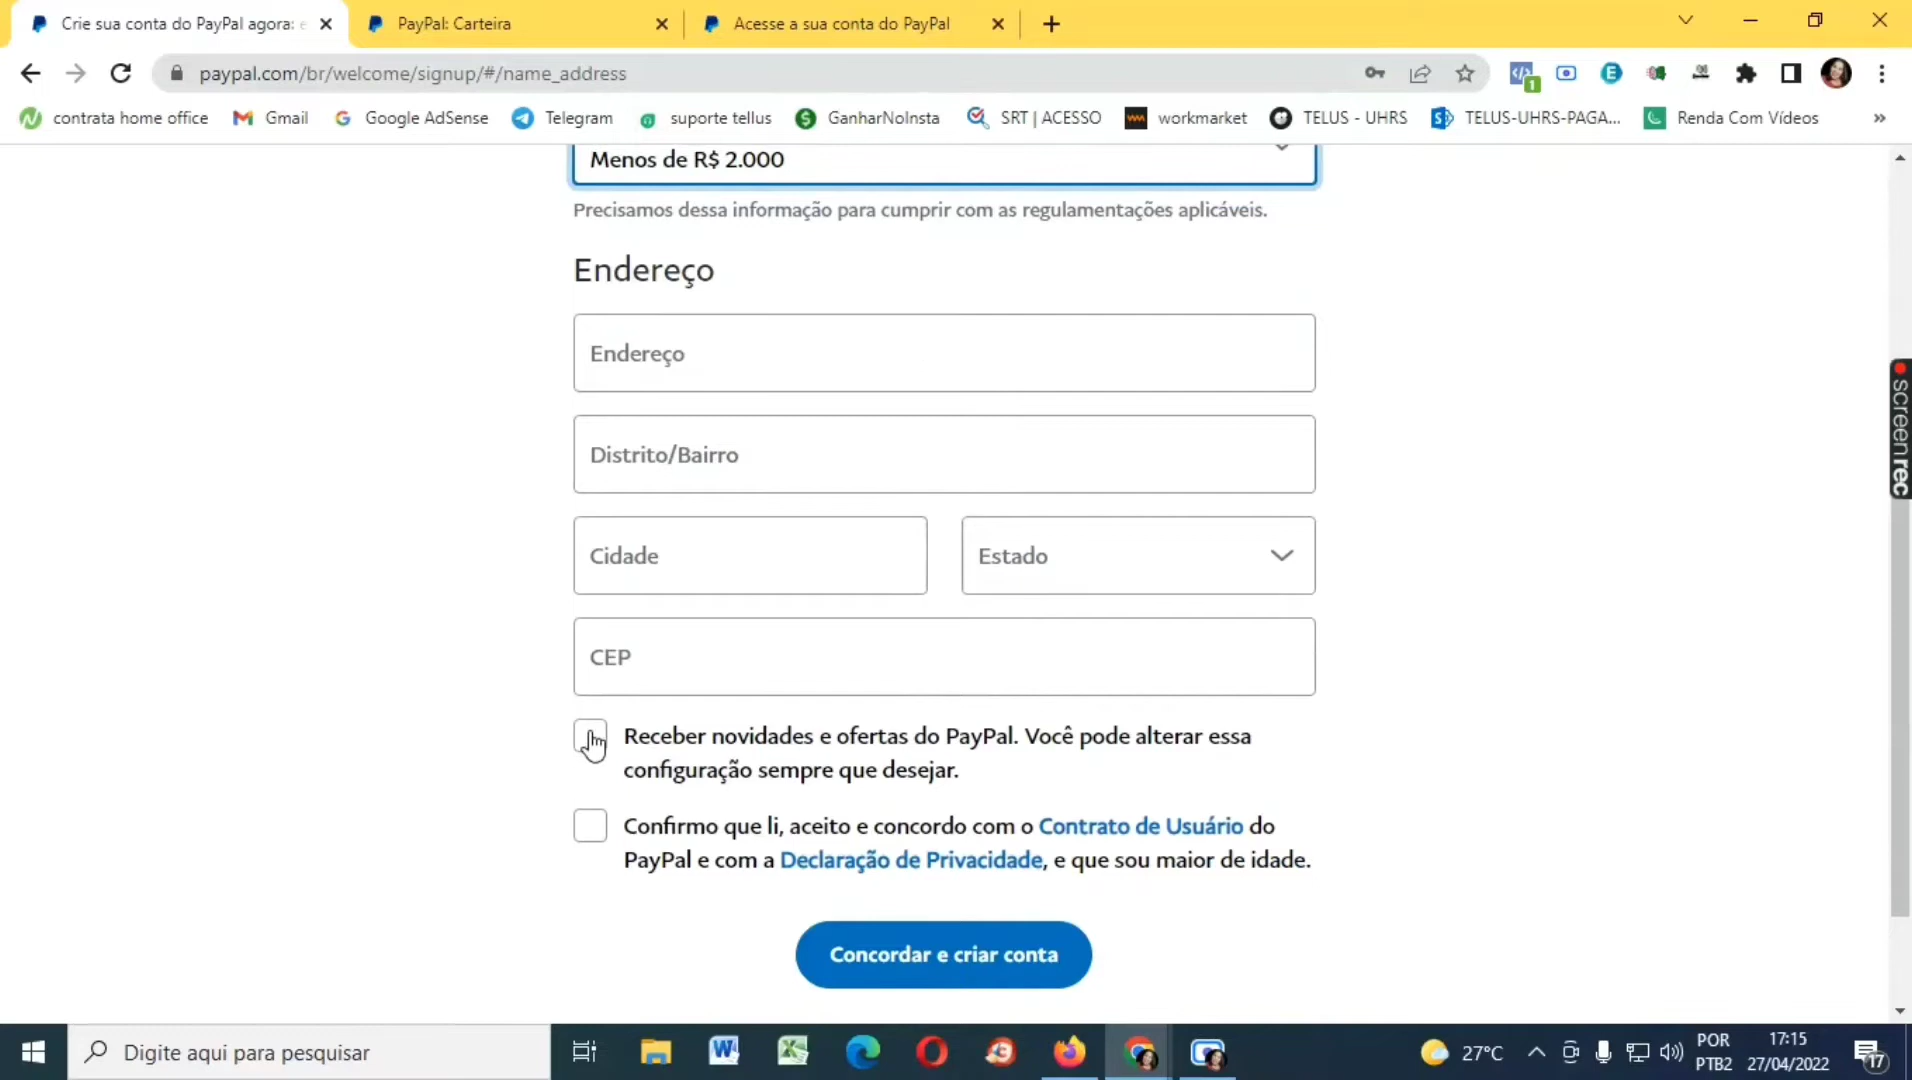 Crie sua conta do PayPal agora: e
PayPal: Carteira
Acesse a sua conta do PayPal
paypal.com/br/welcome/signup/#/name_address
1
E
contrata home office
Gmail
Google AdSense
Telegram
suporte tellus
GanharNoInsta
SRT | ACESSO
workmarket
TELUS - UHRS
TELUS-UHRS-PAGA...
Renda Com Vídeos
»
Menos de R$ 2.000
Precisamos dessa informação para cumprir com as regulamentações aplicáveis.
Endereço
Endereço
Distrito/Bairro
Cidade
Estado
CEP
Receber novidades e ofertas do PayPal. Você pode alterar essa
configuração sempre que desejar.
Confirmo que li, aceito e concordo com o Contrato de Usuário do
PayPal e com a Declaração de Privacidade, e que sou maior de idade.
Concordar e criar conta
screenrec
Digite aqui para pesquisar
27°C
POR
PTB2
17:15
27/04/2022
17